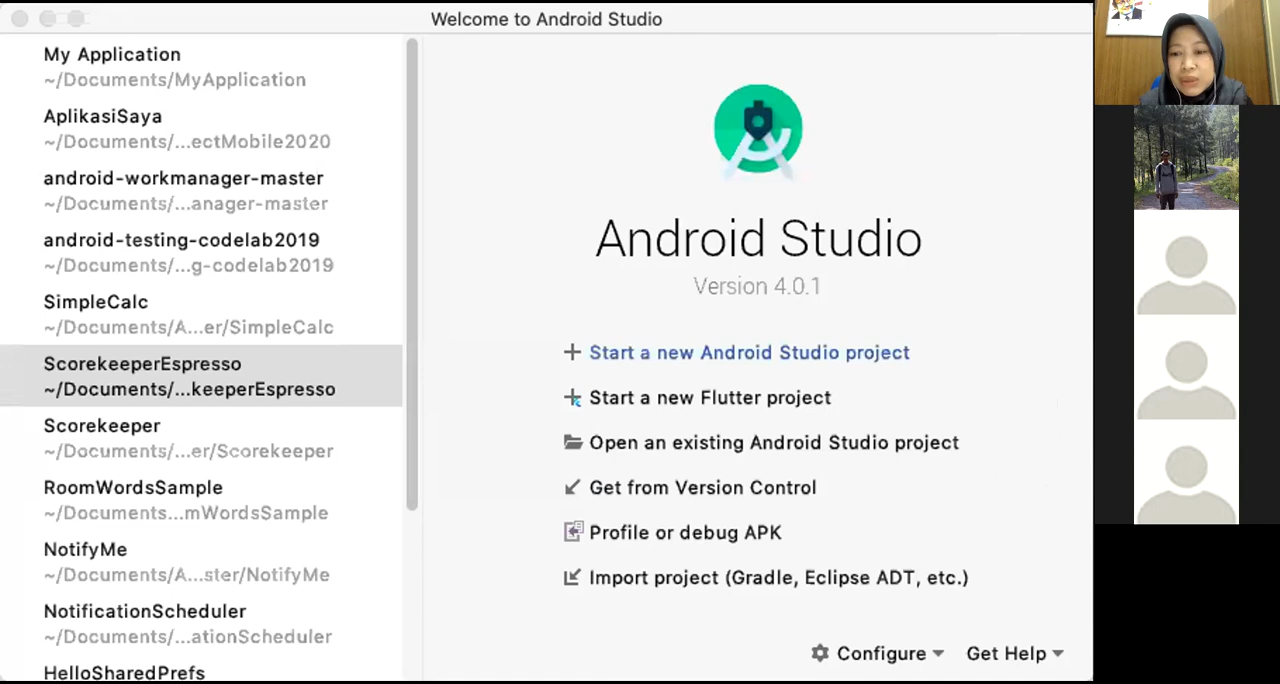 Welcome to Android Studio
My Application
~/Documents/MyApplication
AplikasiSaya
~/Documents/...ectMobile2020
android-workmanager-master
~/Documents/...anager-master
android-testing-codelab2019
~/Documents/...g-codelab2019
SimpleCalc
~/Documents/A...er/SimpleCalc
ScorekeeperEspresso
~/Documents/...keeperEspresso
Scorekeeper
~/Documents/...er/Scorekeeper
RoomWordsSample
~/Documents...mWordsSample
NotifyMe
~/Documents/A...ster/NotifyMe
NotificationScheduler
~/Documents/...ationScheduler
HelloSharedPrefs
Android Studio
Version 4.0.1
Start a new Android Studio project
Start a new Flutter project
Open an existing Android Studio project
Get from Version Control
Profile or debug APK
Import project (Gradle, Eclipse ADT, etc.)
Configure
Get Help